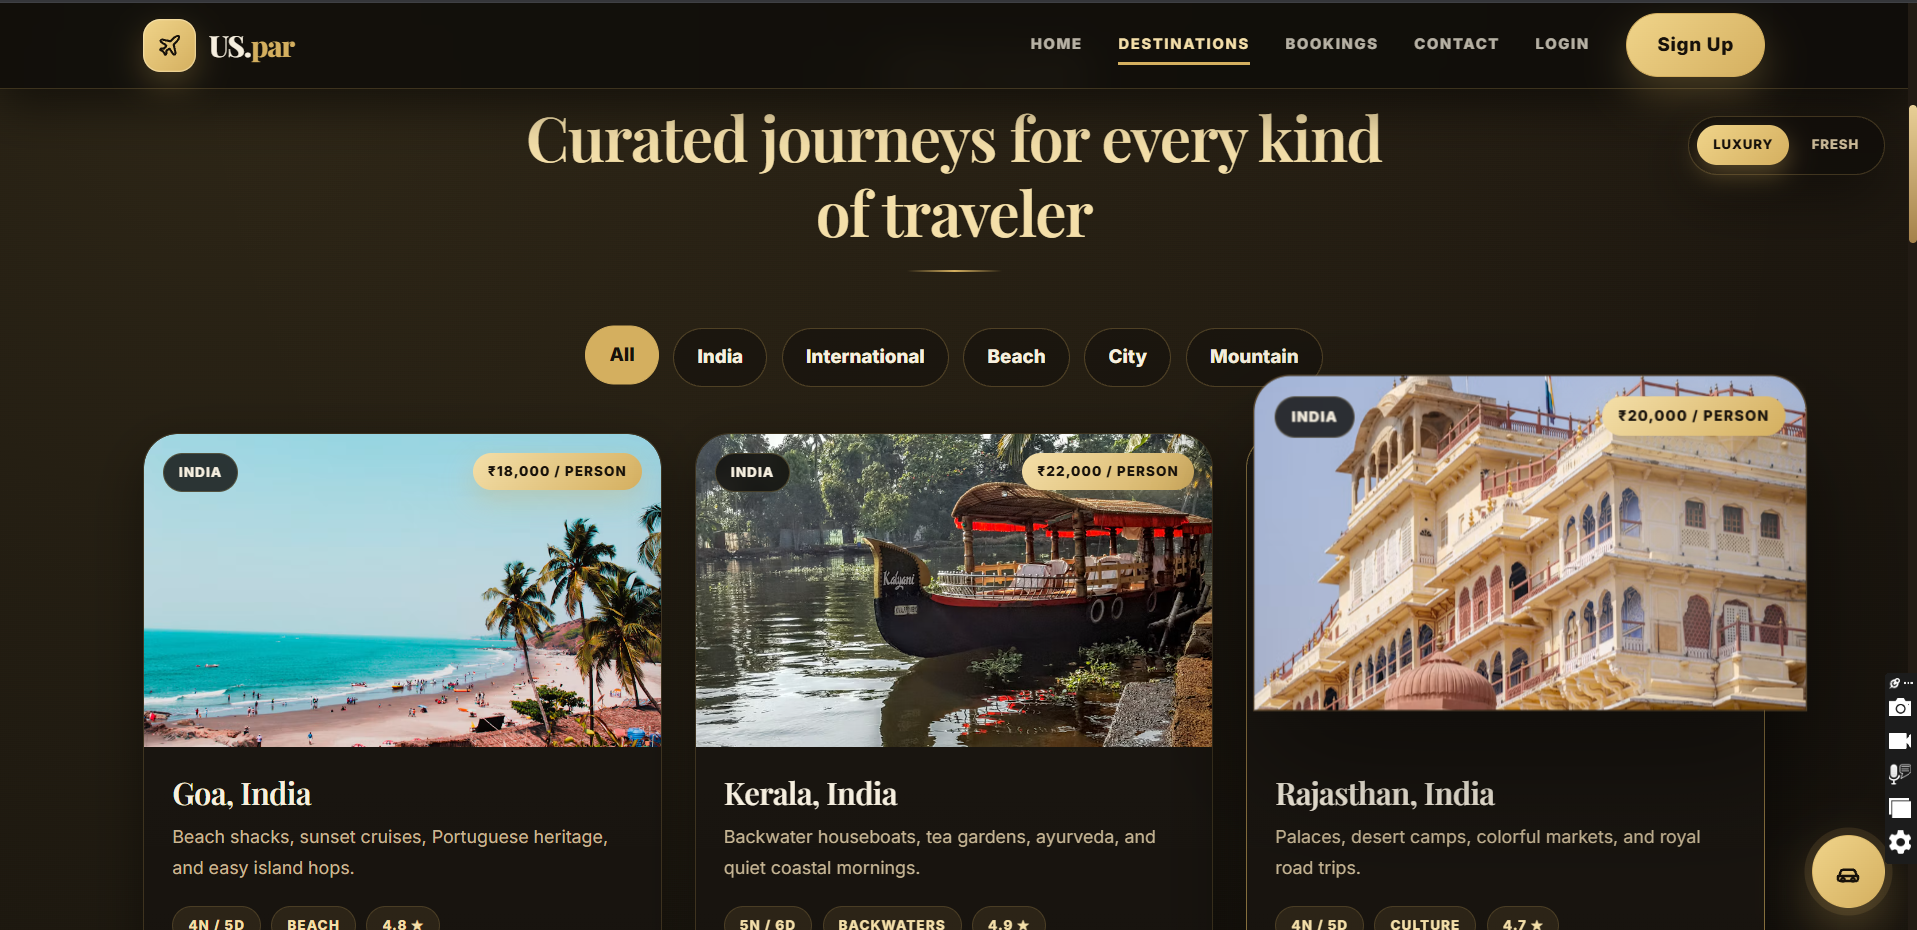 US.par
HOME
DESTINATIONS
BOOKINGS
CONTACT
LOGIN
Sign Up
Curated journeys for every kind
of traveler
LUXURY
FRESH
All
India
International
Beach
City
Mountain
INDIA
₹18,000 / PERSON
INDIA
₹22,000 / PERSON
INDIA
₹20,000 / PERSON
Kalyani
Goa, India
Beach shacks, sunset cruises, Portuguese heritage,
and easy island hops.
4N / 5D
BEACH
4.8 ★
Kerala, India
Backwater houseboats, tea gardens, ayurveda, and
quiet coastal mornings.
5N / 6D
BACKWATERS
4.9 ★
Rajasthan, India
Palaces, desert camps, colorful markets, and royal
road trips.
4N / 5D
CULTURE
4.7 ★